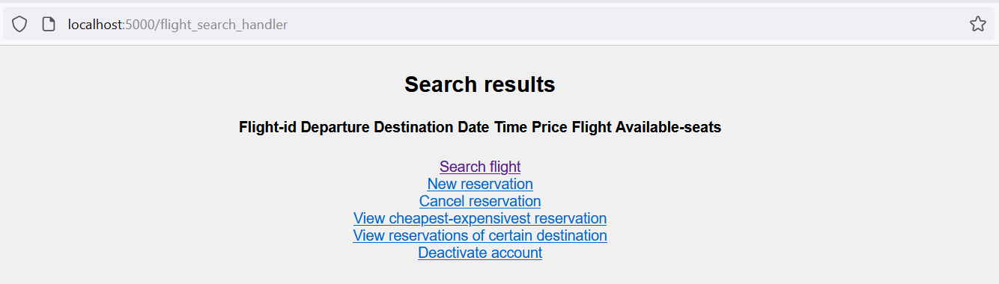 localhost:5000/flight_search_handler
Search results
Flight-id Departure Destination Date Time Price Flight Available-seats
Search flight
New reservation
Cancel reservation
View cheapest-expensivest reservation
View reservations of certain destination
Deactivate account